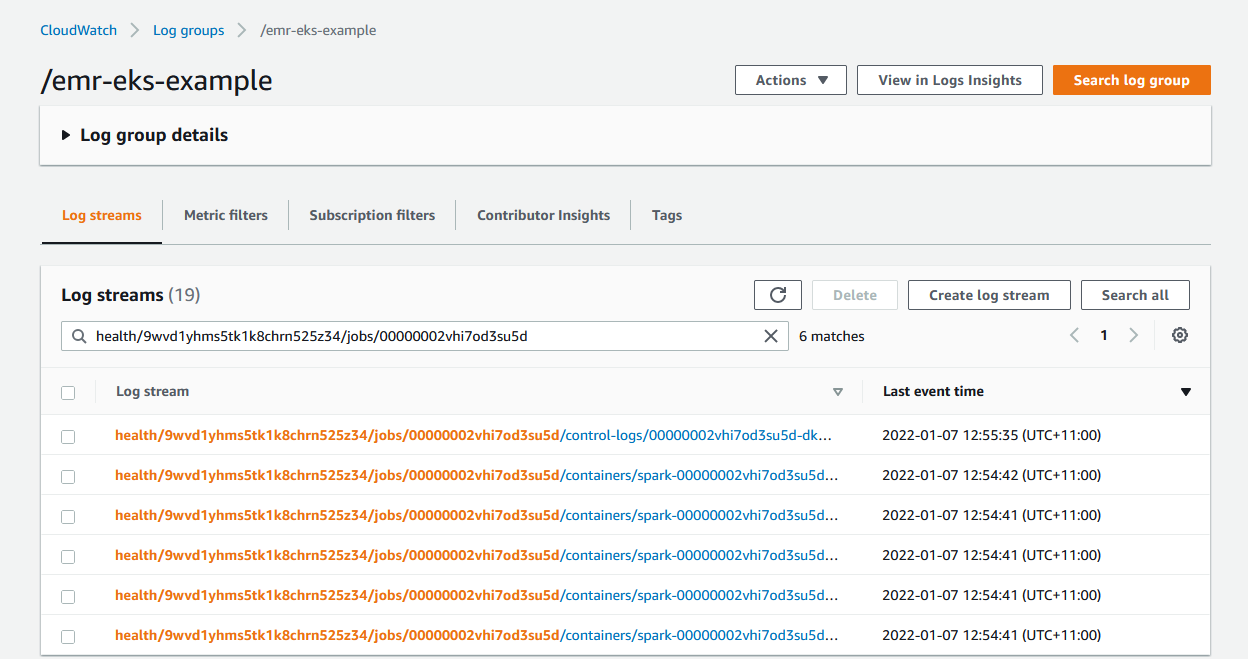 CloudWatch > Log groups > /emr-eks-example
/emr-eks-example
Actions
View in Logs Insights
Search log group
Log group details
Log streams
Metric filters
Subscription filters
Contributor Insights
Tags
Log streams (19)
Delete
Create log stream
Search all
health/9wvd1yhms5tk1k8chrn525z34/jobs/00000002vhi7od3su5d
6 matches
1
Log stream Last event time
health/9wvd1yhms5tk1k8chrn525z34/jobs/00000002vhi7od3su5d/control-logs/00000002vhi7od3su5d-dk... 2022-01-07 12:55:35 (UTC+11:00)
health/9wvd1yhms5tk1k8chrn525z34/jobs/00000002vhi7od3su5d/containers/spark-00000002vhi7od3su5d... 2022-01-07 12:54:42 (UTC+11:00)
health/9wvd1yhms5tk1k8chrn525z34/jobs/00000002vhi7od3su5d/containers/spark-00000002vhi7od3su5d... 2022-01-07 12:54:41 (UTC+11:00)
health/9wvd1yhms5tk1k8chrn525z34/jobs/00000002vhi7od3su5d/containers/spark-00000002vhi7od3su5d... 2022-01-07 12:54:41 (UTC+11:00)
health/9wvd1yhms5tk1k8chrn525z34/jobs/00000002vhi7od3su5d/containers/spark-00000002vhi7od3su5d... 2022-01-07 12:54:41 (UTC+11:00)
health/9wvd1yhms5tk1k8chrn525z34/jobs/00000002vhi7od3su5d/containers/spark-00000002vhi7od3su5d... 2022-01-07 12:54:41 (UTC+11:00)